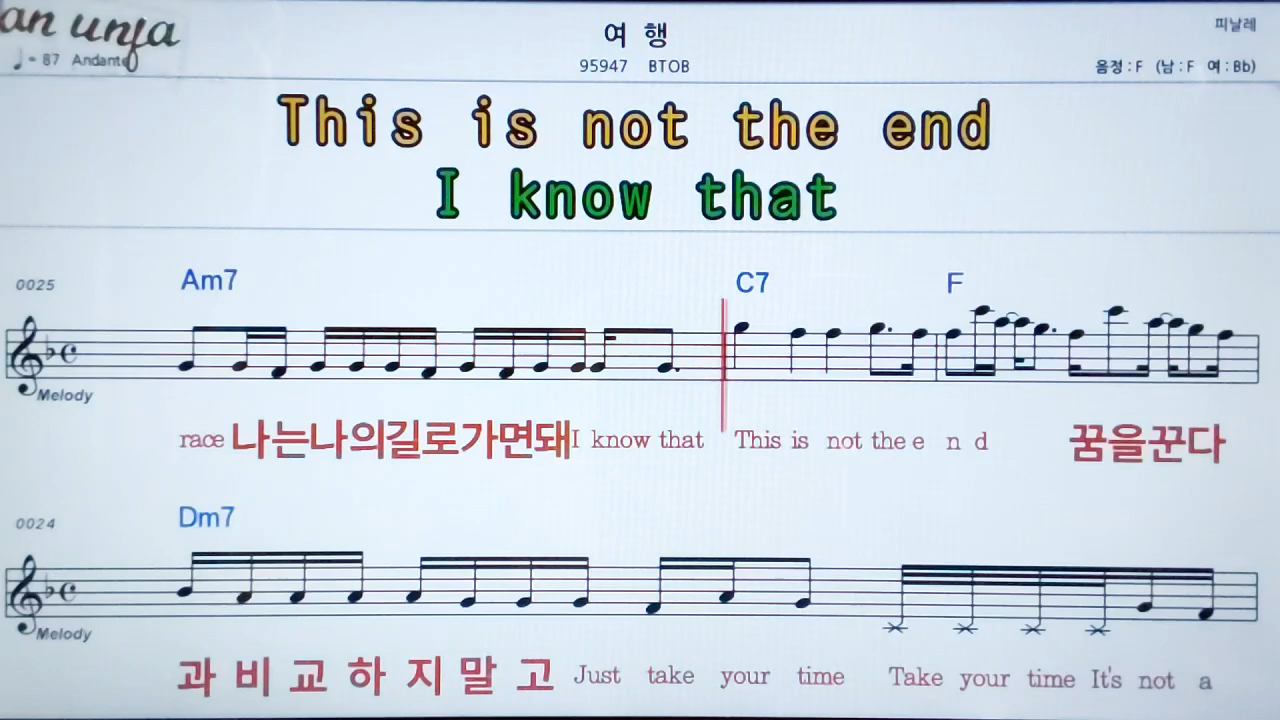 an unfa
여 행
피날레
♩= 87 Andante
95947 BTOB
음정 : F (남 : F 여 : Bb)
This is not the end
I know that
0025
Am7 C7 F
Melody
race 나는나의길로가면돼I know that This is not the e n d 꿈을꾼다
0024
Dm7
Melody
과 비 교 하 지 말 고 Just take your time Take your time It's not a